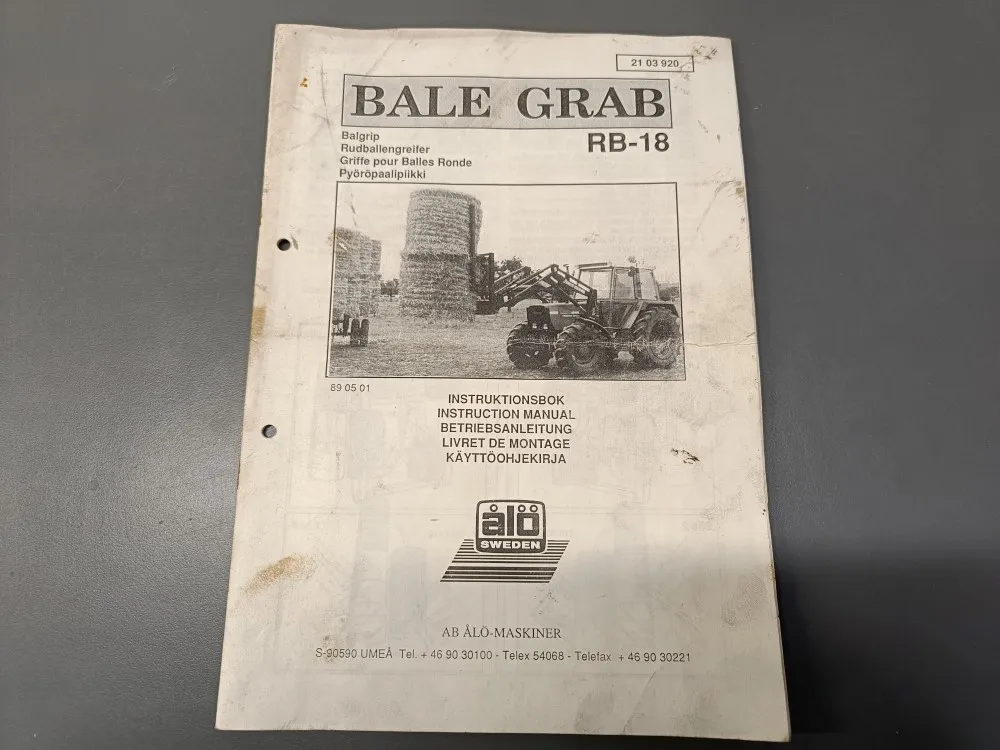 21 03 920
BALE GRAB
RB-18
Balgrip
Rudballengreifer
Griffe pour Balles Ronde
Pyöröpaalipiikki
89 05 01
INSTRUKTIONSBOK
INSTRUCTION MANUAL
BETRIEBSANLEITUNG
LIVRET DE MONTAGE
KÄYTTÖOHJEKIRJA
ålö
SWEDEN
AB ÅLÖ-MASKINER
S-90590 UMEÅ Tel. + 46 90 30100 - Telex 54068 - Telefax + 46 90 30221